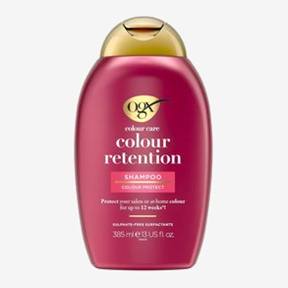 ogx
colour care
colour
retention
SHAMPOO
COLOUR PROTECT
Protect your salon or at-home colour
for up to 12 weeks*†
SULPHATE-FREE SURFACTANTS
385 ml e 13 US fl. oz.